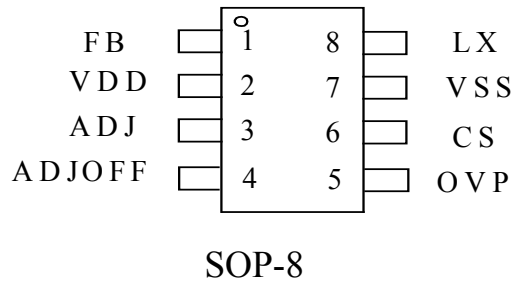 FB 1 8 LX
VDD 2 7 VSS
ADJ 3 6 CS
ADJOFF 4 5 OVP
SOP-8